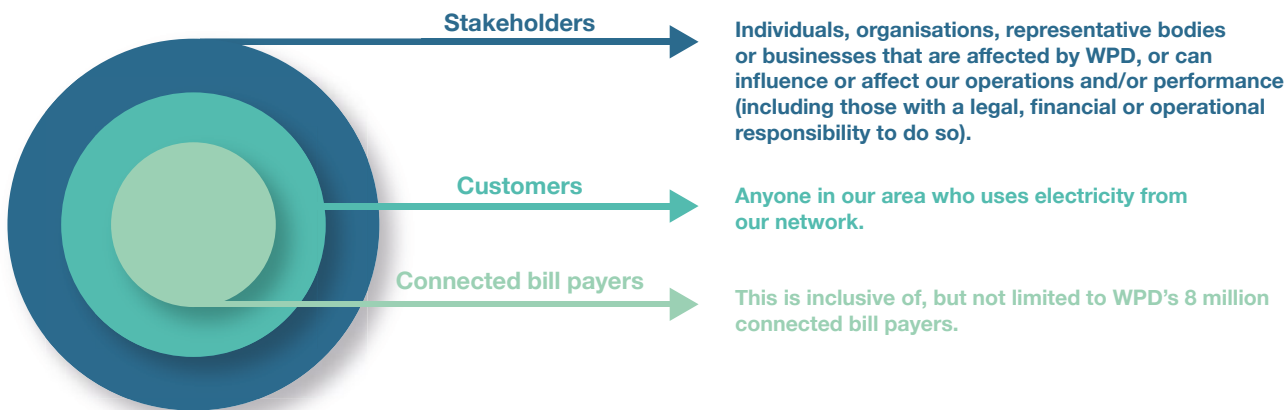 Stakeholders
Individuals, organisations, representative bodies
or businesses that are affected by WPD, or can
influence or affect our operations and/or performance
(including those with a legal, financial or operational
responsibility to do so).
Customers
Anyone in our area who uses electricity from
our network.
Connected bill payers
This is inclusive of, but not limited to WPD’s 8 million
connected bill payers.